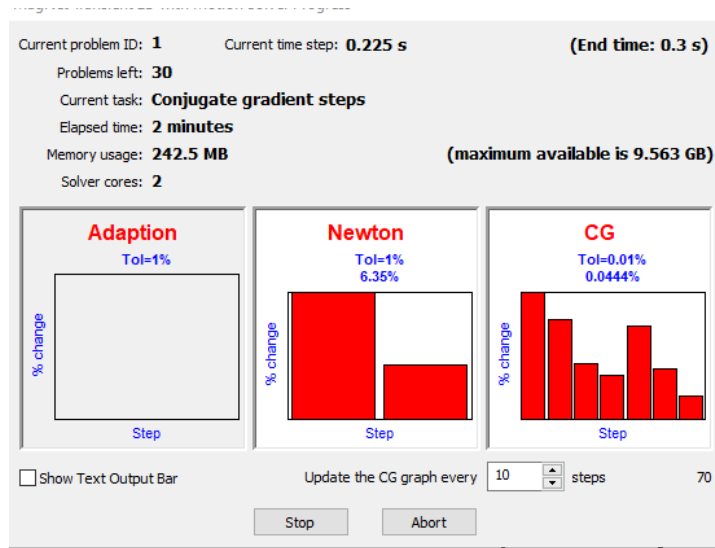 Current problem ID: 1 Current time step: 0.225 s (End time: 0.3 s)
Problems left: 30
Current task: Conjugate gradient steps
Elapsed time: 2 minutes
Memory usage: 242.5 MB (maximum available is 9.563 GB)
Solver cores: 2
Adaption
Tol=1%
% change
Step
Newton
Tol=1%
6.35%
% change
Step
CG
Tol=0.01%
0.0444%
% change
Step
Show Text Output Bar Update the CG graph every 10 steps 70
Stop Abort